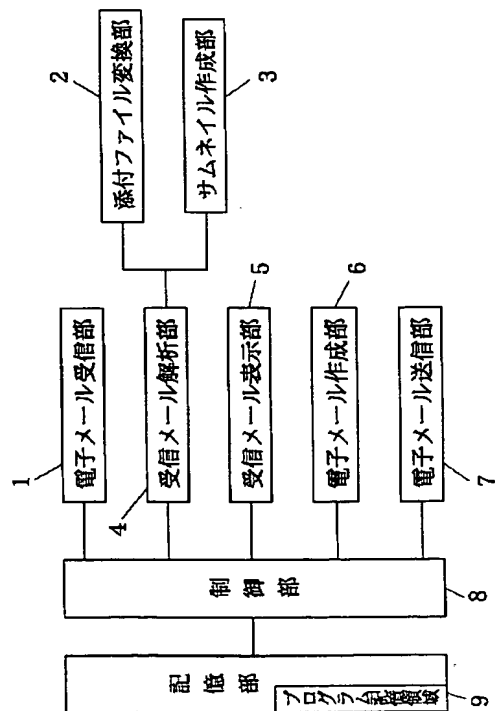 1
電子メール受信部
4
受信メール解析部
2
添付ファイル変換部
3
サムネイル作成部
5
受信メール表示部
6
電子メール作成部
7
電子メール送信部
8
制御部
記憶部
9
プログラム記憶領域